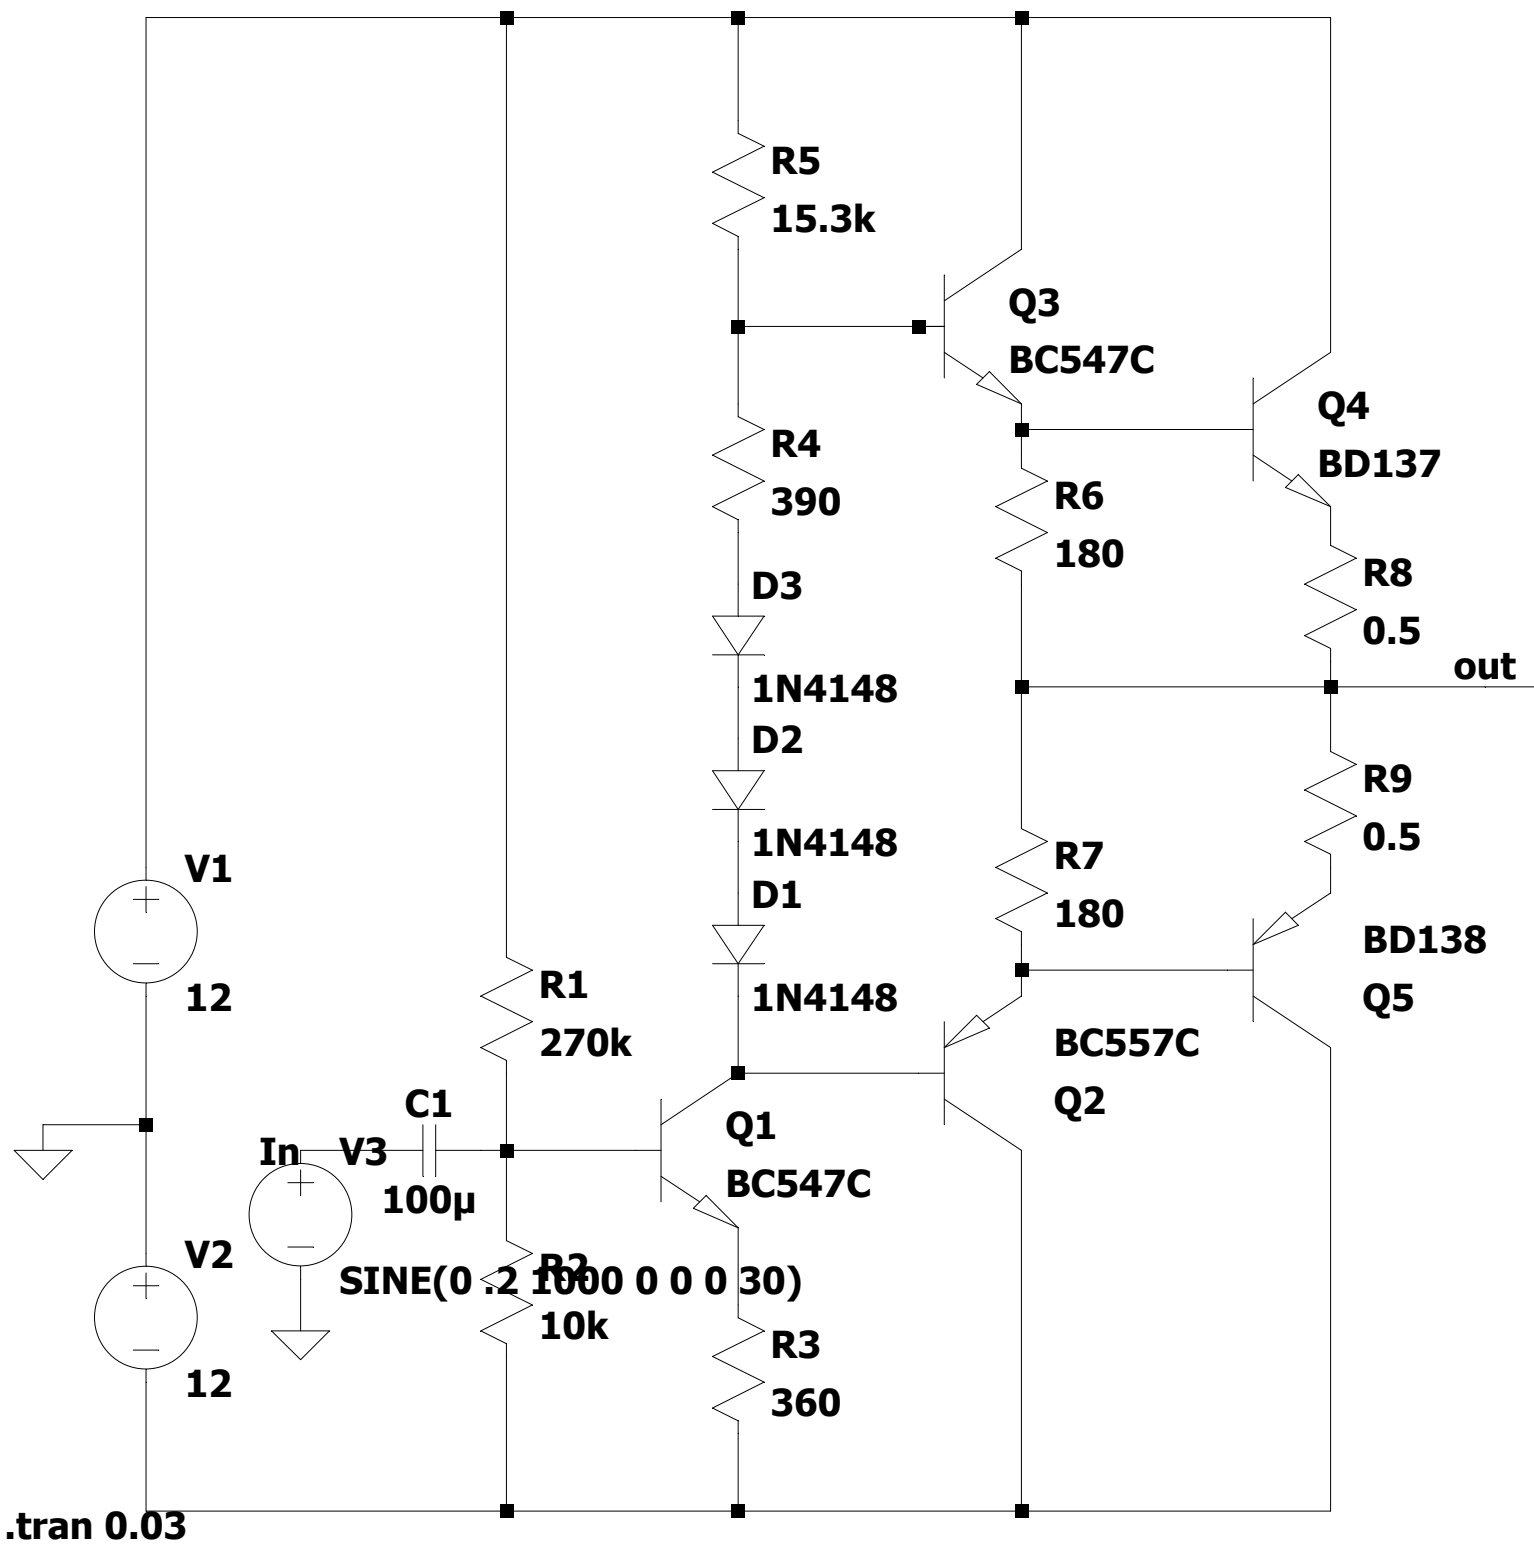 R5
15.3k
Q3
BC547C
Q4
BD137
R4
390
R6
180
D3
R8
0.5
out
1N4148
D2
R9
0.5
1N4148
V1
12
R7
180
D1
1N4148
R1
270k
BD138
Q5
BC557C
Q2
C1
100µ
In
V3
Q1
BC547C
V2
12
R2
10k
SINE(0 .2 1000 0 0 0 30)
R3
360
.tran 0.03